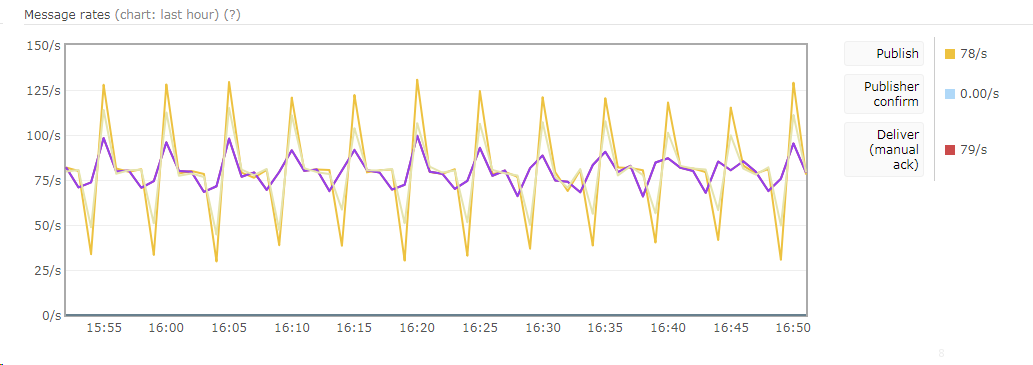 Message rates (chart: last hour) (?)
150/s
125/s
100/s
75/s
50/s
25/s
0/s
15:55 16:00 16:05 16:10 16:15 16:20 16:25 16:30 16:35 16:40 16:45 16:50
Publish 78/s
Publisher
confirm 0.00/s
Deliver
(manual
ack) 79/s
8